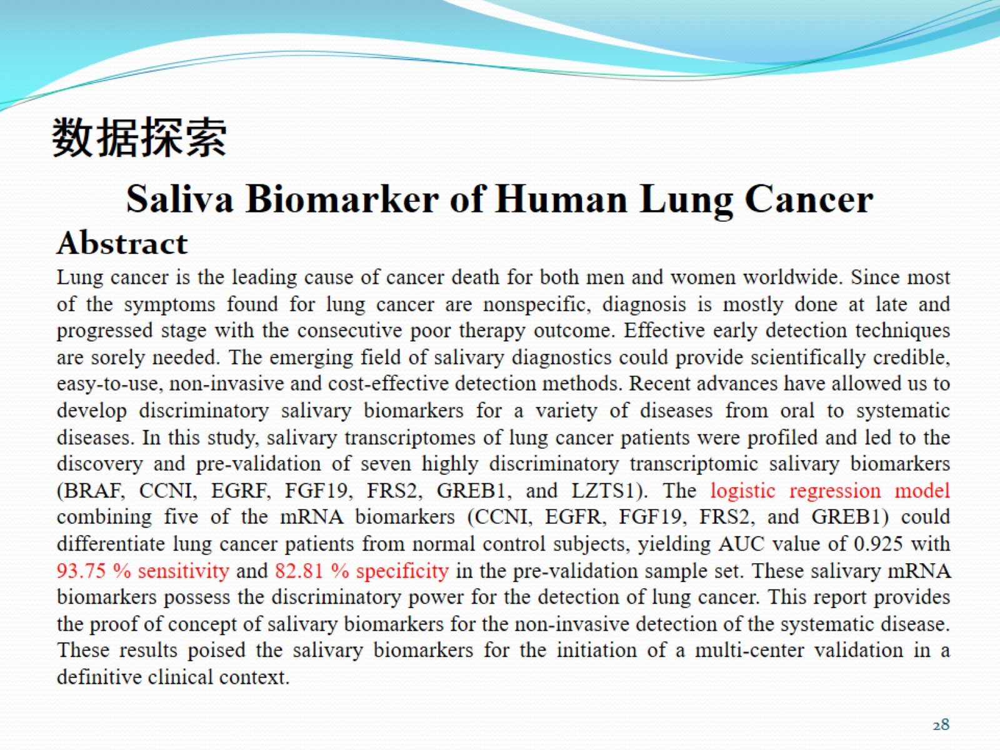 数据探索
Saliva Biomarker of Human Lung Cancer
Abstract
Lung cancer is the leading cause of cancer death for both men and women worldwide. Since most
of the symptoms found for lung cancer are nonspecific, diagnosis is mostly done at late and
progressed stage with the consecutive poor therapy outcome. Effective early detection techniques
are sorely needed. The emerging field of salivary diagnostics could provide scientifically credible,
easy-to-use, non-invasive and cost-effective detection methods. Recent advances have allowed us to
develop discriminatory salivary biomarkers for a variety of diseases from oral to systematic
diseases. In this study, salivary transcriptomes of lung cancer patients were profiled and led to the
discovery and pre-validation of seven highly discriminatory transcriptomic salivary biomarkers
(BRAF, CCNI, EGRF, FGF19, FRS2, GREB1, and LZTS1). The logistic regression model
combining five of the mRNA biomarkers (CCNI, EGFR, FGF19, FRS2, and GREB1) could
differentiate lung cancer patients from normal control subjects, yielding AUC value of 0.925 with
93.75 % sensitivity and 82.81 % specificity in the pre-validation sample set. These salivary mRNA
biomarkers possess the discriminatory power for the detection of lung cancer. This report provides
the proof of concept of salivary biomarkers for the non-invasive detection of the systematic disease.
These results poised the salivary biomarkers for the initiation of a multi-center validation in a
definitive clinical context.
28